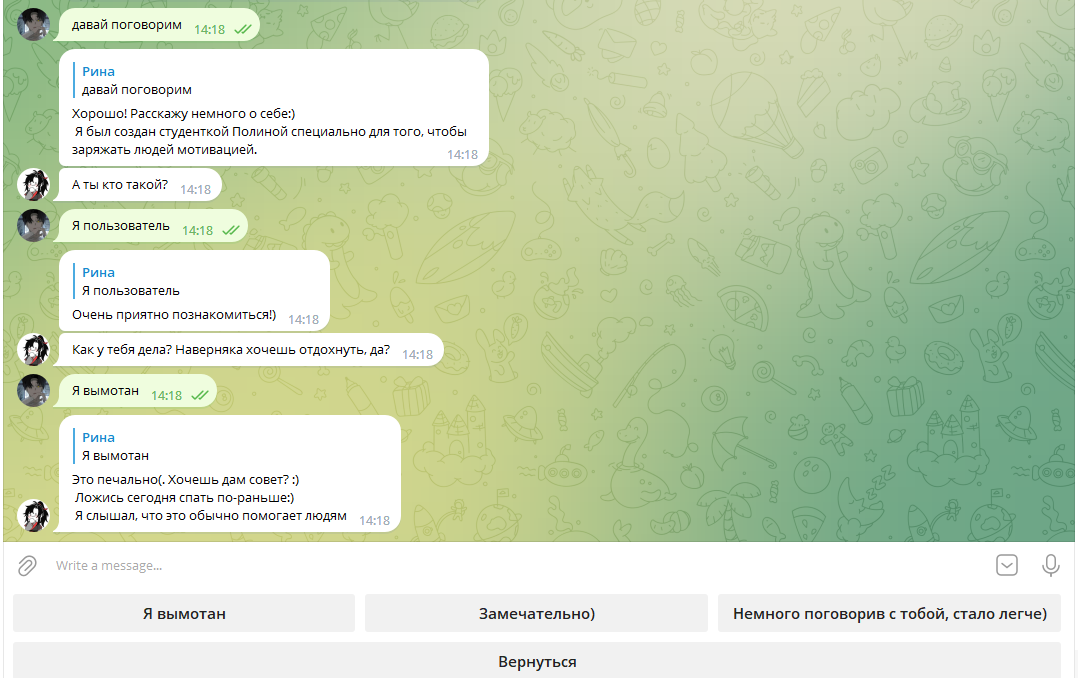 давай поговорим
14:18
Рина
давай поговорим
Хорошо! Расскажу немного о себе:)
Я был создан студенткой Полиной специально для того, чтобы
заряжать людей мотивацией.
14:18
А ты кто такой? 14:18
Я пользователь 14:18
Рина
Я пользователь
Очень приятно познакомиться!) 14:18
Как у тебя дела? Наверняка хочешь отдохнуть, да? 14:18
Я вымотан 14:18
Рина
Я вымотан
Это печально(. Хочешь дам совет? :)
Ложись сегодня спать по-раньше:)
Я слышал, что это обычно помогает людям 14:18
Write a message...
Я вымотан
Замечательно)
Немного поговорив с тобой, стало легче)
Вернуться